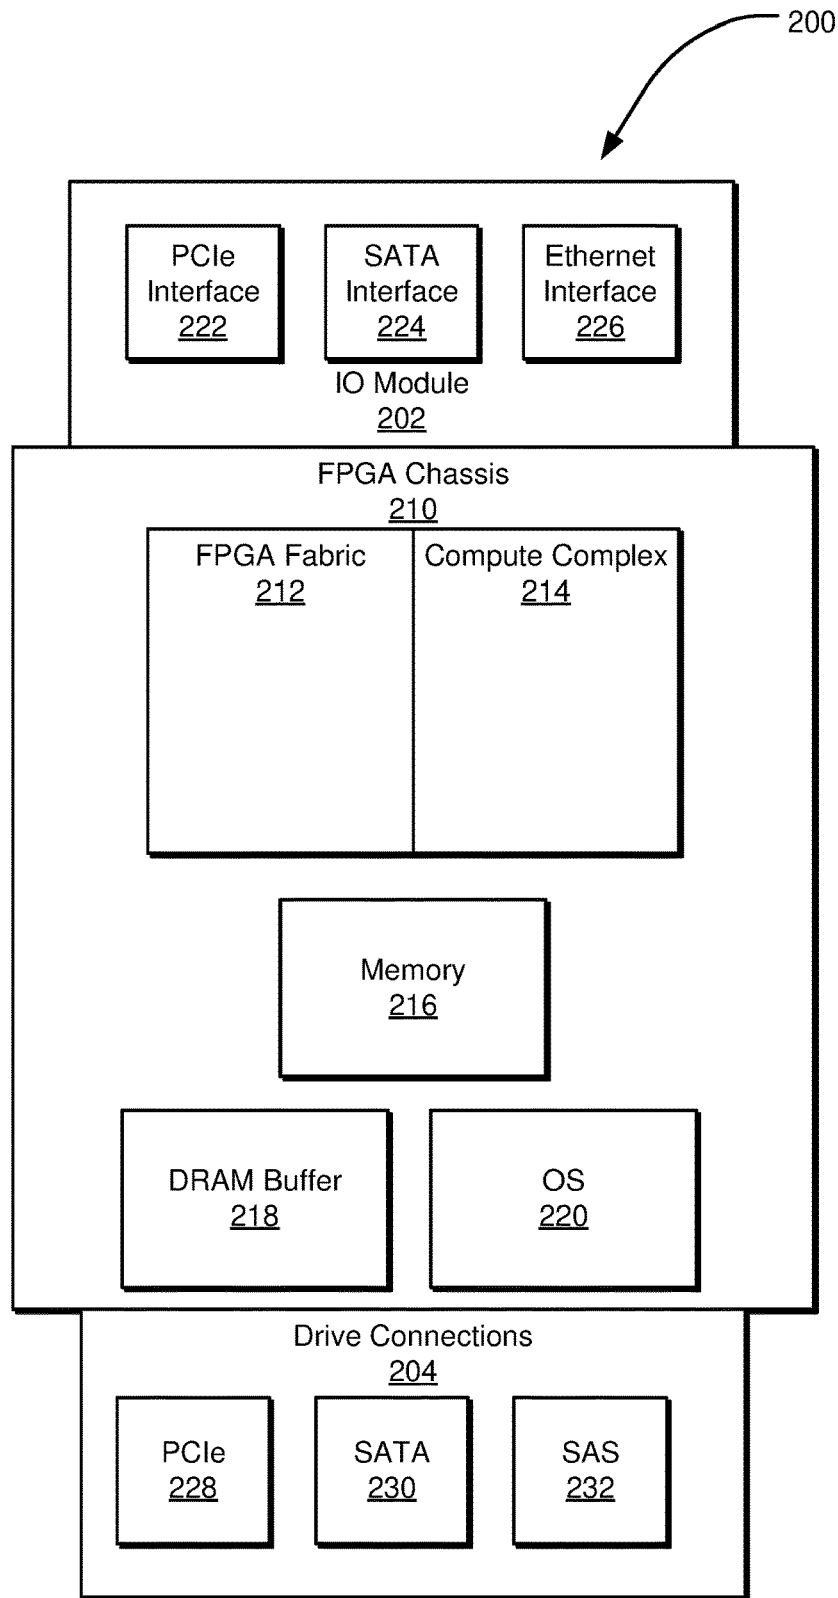 200
PCIe
Interface
222
SATA
Interface
224
Ethernet
Interface
226
IO Module
202
FPGA Chassis
210
FPGA Fabric
212
Compute Complex
214
Memory
216
DRAM Buffer
218
OS
220
Drive Connections
204
PCIe
228
SATA
230
SAS
232